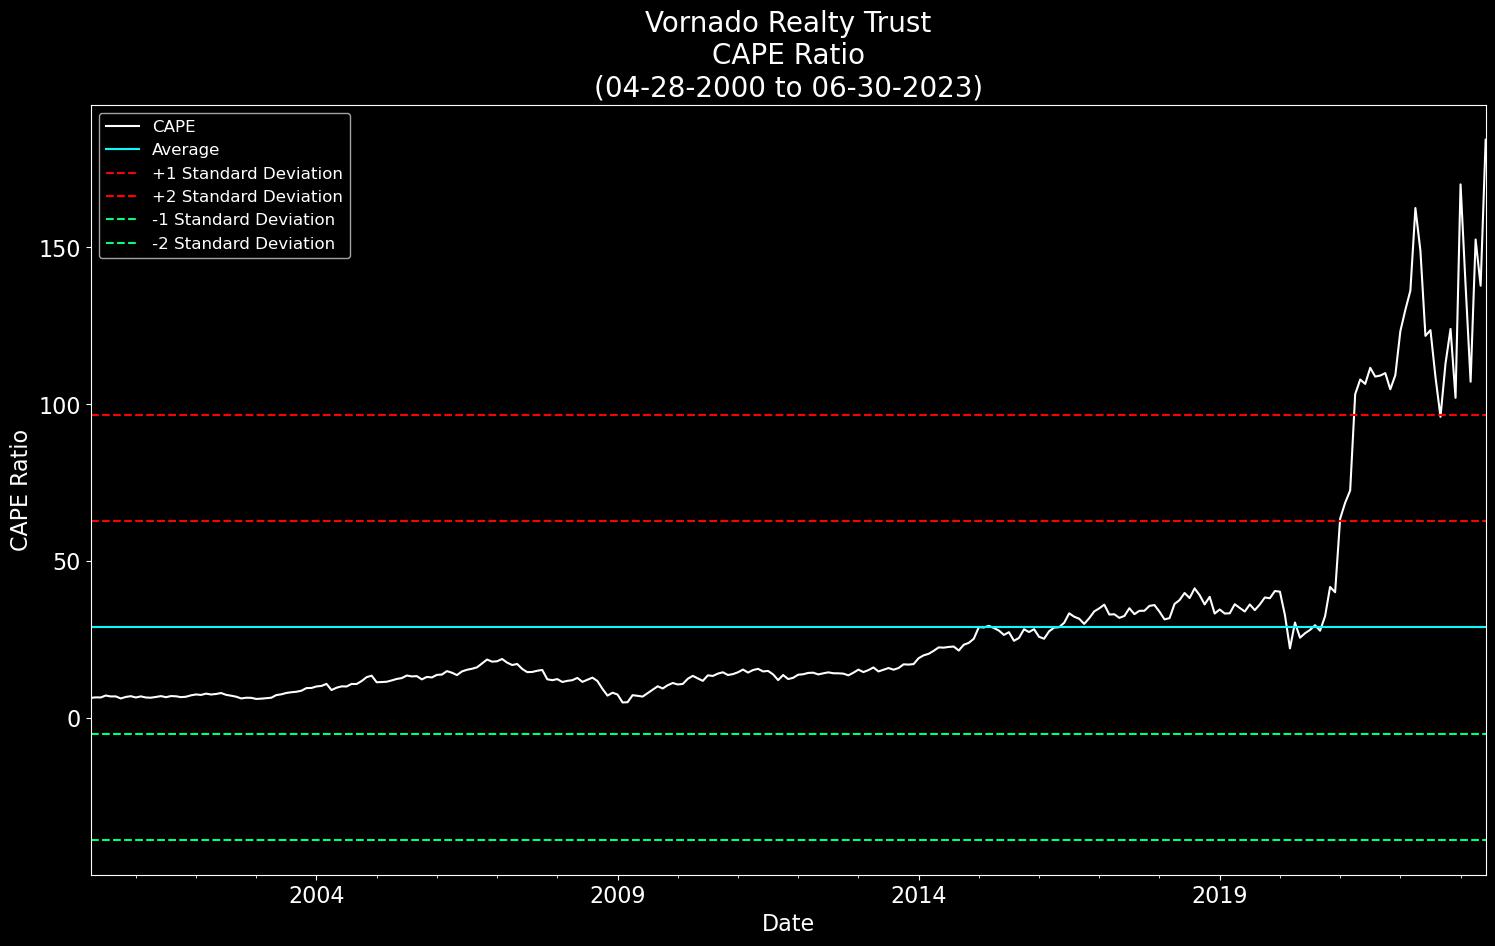 Vornado Realty Trust
CAPE Ratio
(04-28-2000 to 06-30-2023)
CAPE
Average
+1 Standard Deviation
+2 Standard Deviation
-1 Standard Deviation
-2 Standard Deviation
150
100
50
0
CAPE Ratio
2004
2009
2014
2019
Date